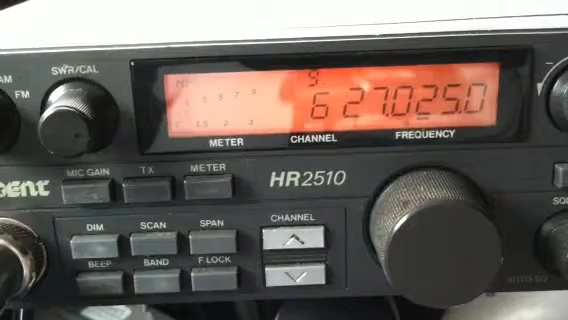 AM
FM
SWR/CAL
9
6 27.025.0
METER CHANNEL FREQUENCY
MIC GAIN TX METER
HR2510
DIM SCAN SPAN CHANNEL
BEEP BAND F.LOCK